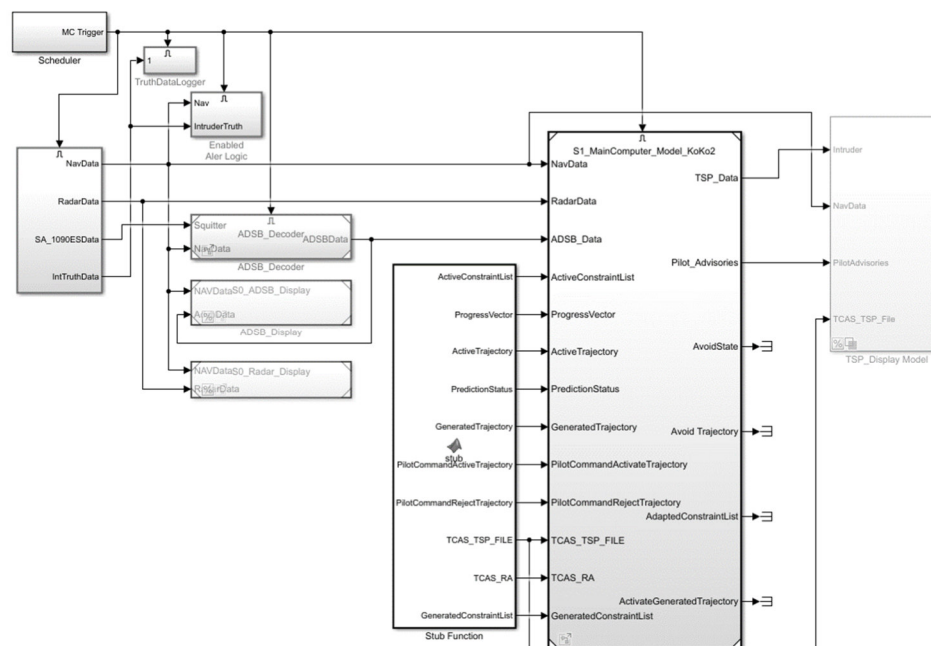 MC Trigger
Scheduler
1
TruthDataLogger
Nav
IntruderTruth
Enabled
Aler Logic
NavData
RadarData
SA_1090ESData
IntTruthData
Squitter
ADSB_Decoder
ADSBData
ADSB_Decoder
NAVData
S0_ADSB_Display
ADSB_Display
NAVData
S0_Radar_Display
ActiveConstraintList
ProgressVector
ActiveTrajectory
PredictionStatus
GeneratedTrajectory
stub
PilotCommandActiveTrajectory
PilotCommandRejectTrajectory
TCAS_TSP_FILE
TCAS_RA
GeneratedConstraintList
Stub Function
S1_MainComputer_Model_KoKo2
NavData
RadarData
ADSB_Data
ActiveConstraintList
ProgressVector
ActiveTrajectory
PredictionStatus
GeneratedTrajectory
PilotCommandActivateTrajectory
PilotCommandRejectTrajectory
TCAS_TSP_FILE
TCAS_RA
GeneratedConstraintList
TSP_Data
Pilot_Advisories
AvoidState
Avoid Trajectory
AdaptedConstraintList
ActivateGeneratedTrajectory
Intruder
NavData
PilotAdvisories
TCAS_TSP_File
TSP_Display Model